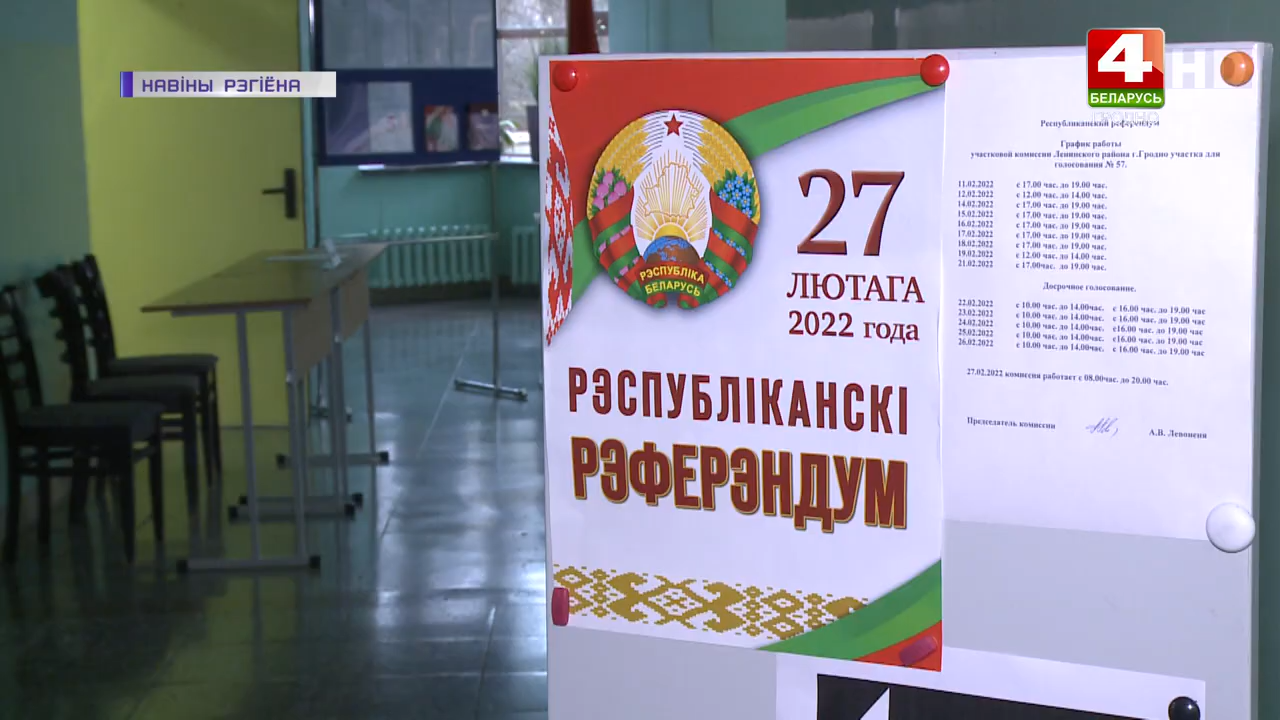 НАВІНЫ РЭГІЁНА
4
БЕЛАРУСЬ
ГРОДНО
РЭСПУБЛІКА
БЕЛАРУСЬ
27
ЛЮТАГА
2022 года
РЭСПУБЛІКАНСКІ
РЭФЕРЭНДУМ
Республиканский референдум
График работы
участковой комиссии Ленинского района г.Гродно участка для
голосования № 57.
11.02.2022 с 17.00 час. до 19.00 час.
12.02.2022 с 12.00 час. до 14.00 час.
14.02.2022 с 17.00 час. до 19.00 час.
15.02.2022 с 17.00 час. до 19.00 час.
16.02.2022 с 17.00 час. до 19.00 час.
17.02.2022 с 17.00 час. до 19.00 час.
18.02.2022 с 17.00 час. до 19.00 час.
19.02.2022 с 12.00 час. до 14.00 час.
21.02.2022 с 17.00час. до 19.00 час.
Досрочное голосование.
22.02.2022 с 10.00 час. до 14.00час. с 16.00 час. до 19.00 час
23.02.2022 с 10.00 час. до 14.00час. с 16.00 час. до 19.00 час
24.02.2022 с 10.00 час. до 14.00час. с16.00 час. до 19.00 час
25.02.2022 с 10.00 час. до 14.00час. с16.00 час. до 19.00 час
26.02.2022 с 10.00 час. до 14.00час. с 16.00 час. до 19.00 час
27.02.2022 комиссия работает с 08.00час. до 20.00 час.
Председатель комиссии А.В. Левоненя